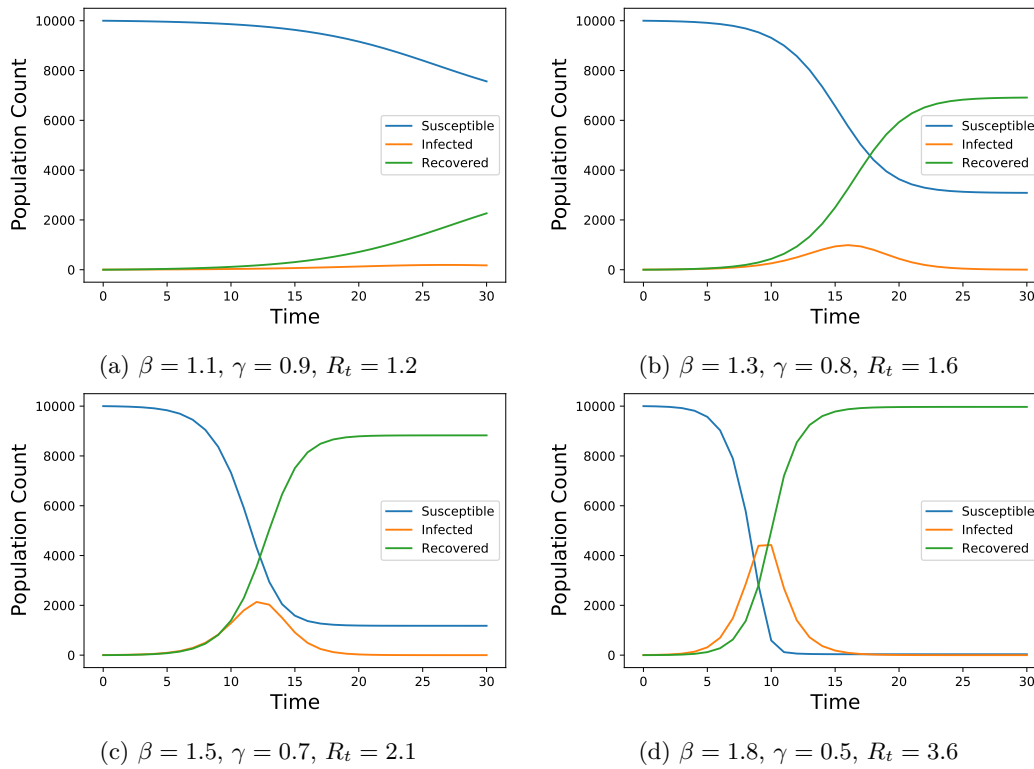 10000
8000
6000
4000
2000
0
Population Count
Susceptible
Infected
Recovered
0 5 10 15 20 25 30
Time
(a) β = 1.1, γ = 0.9, R_t = 1.2
10000
8000
6000
4000
2000
0
Population Count
Susceptible
Infected
Recovered
0 5 10 15 20 25 30
Time
(b) β = 1.3, γ = 0.8, R_t = 1.6
10000
8000
6000
4000
2000
0
Population Count
Susceptible
Infected
Recovered
0 5 10 15 20 25 30
Time
(c) β = 1.5, γ = 0.7, R_t = 2.1
10000
8000
6000
4000
2000
0
Population Count
Susceptible
Infected
Recovered
0 5 10 15 20 25 30
Time
(d) β = 1.8, γ = 0.5, R_t = 3.6